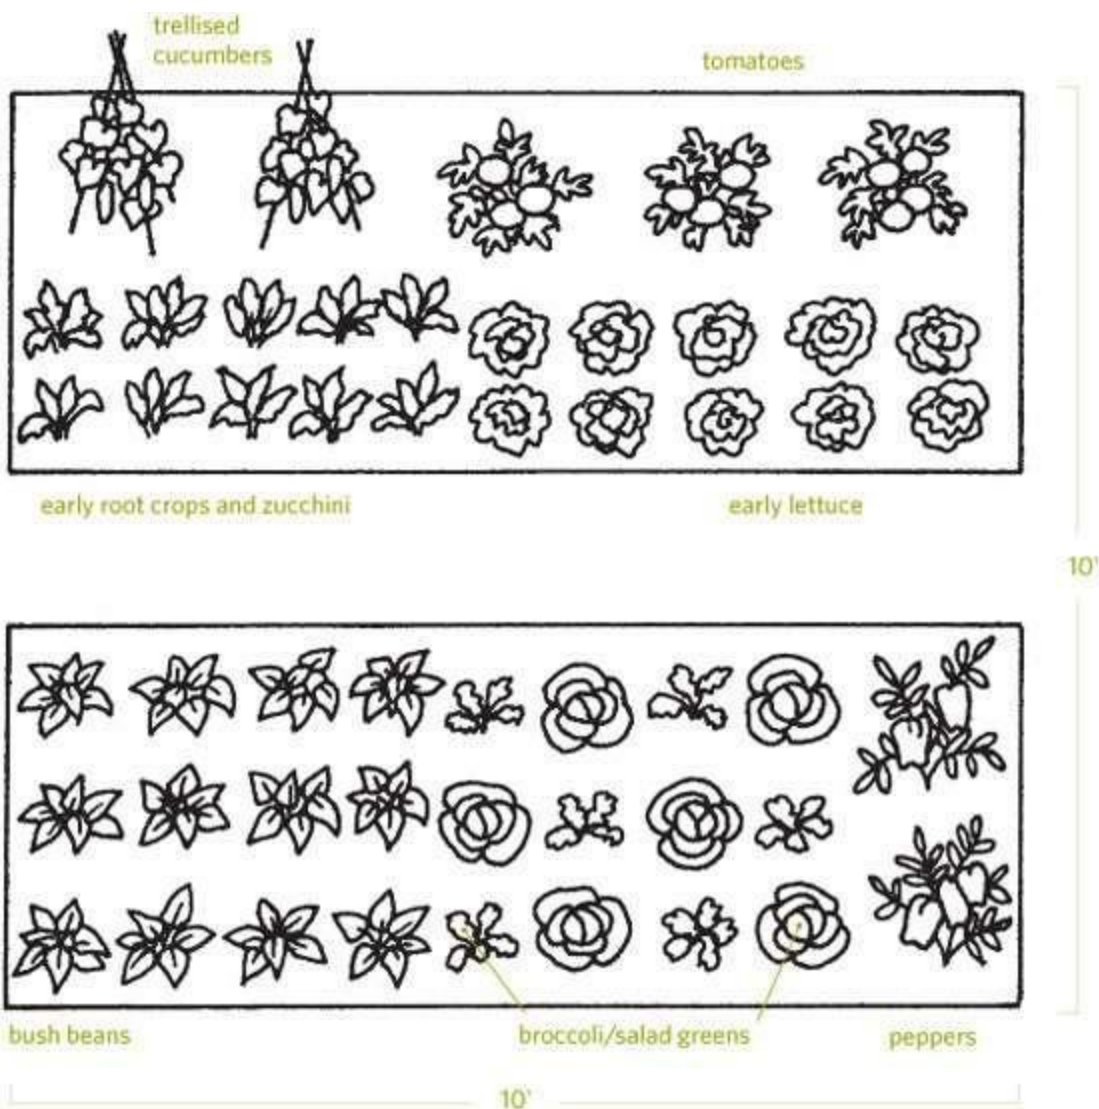 trellised
cucumbers
tomatoes
early root crops and zucchini
early lettuce
10'
bush beans
broccoli/salad greens
peppers
10'